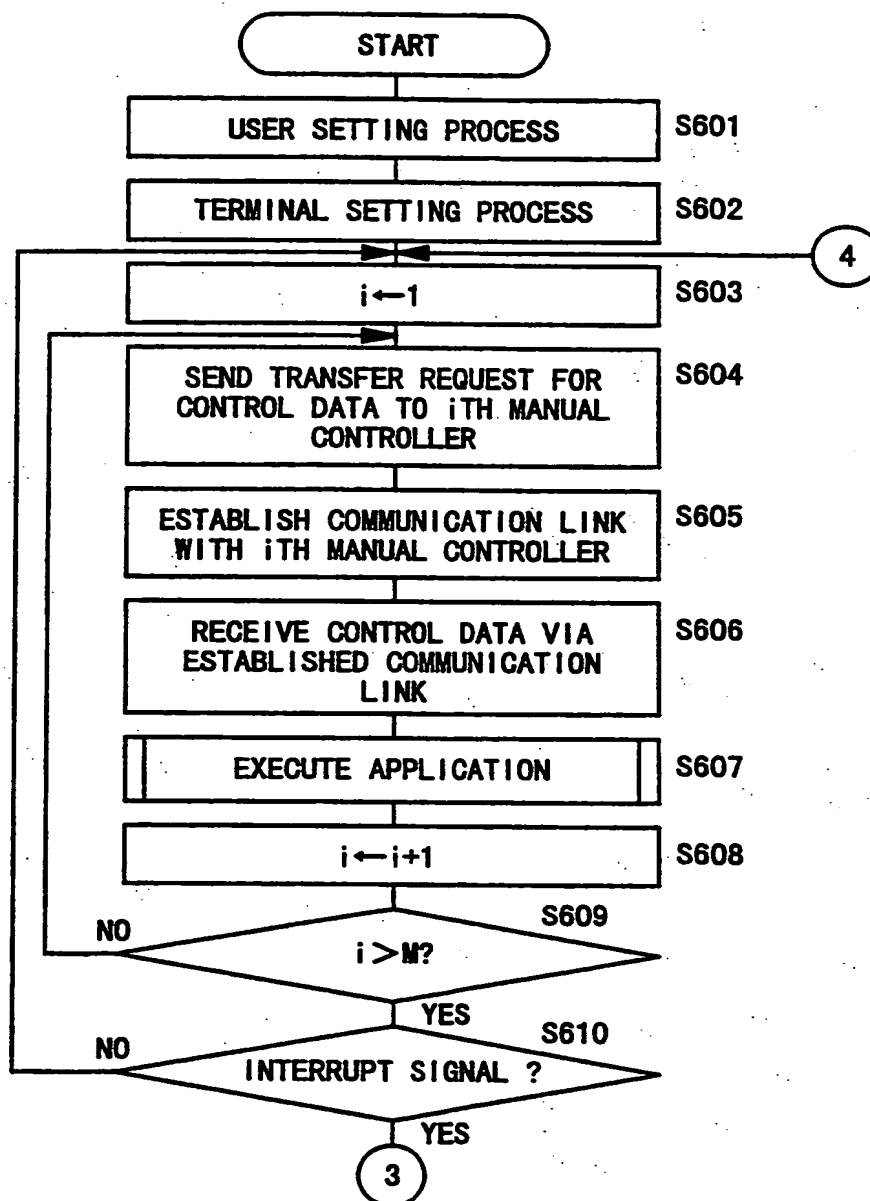 START
USER SETTING PROCESS
S601
TERMINAL SETTING PROCESS
S602
4
i←1
S603
SEND TRANSFER REQUEST FOR
CONTROL DATA TO iTH MANUAL
CONTROLLER
S604
ESTABLISH COMMUNICATION LINK
WITH iTH MANUAL CONTROLLER
S605
RECEIVE CONTROL DATA VIA
ESTABLISHED COMMUNICATION
LINK
S606
EXECUTE APPLICATION
S607
i←i+1
S608
NO
S609
i>M?
YES
NO
S610
INTERRUPT SIGNAL ?
YES
3